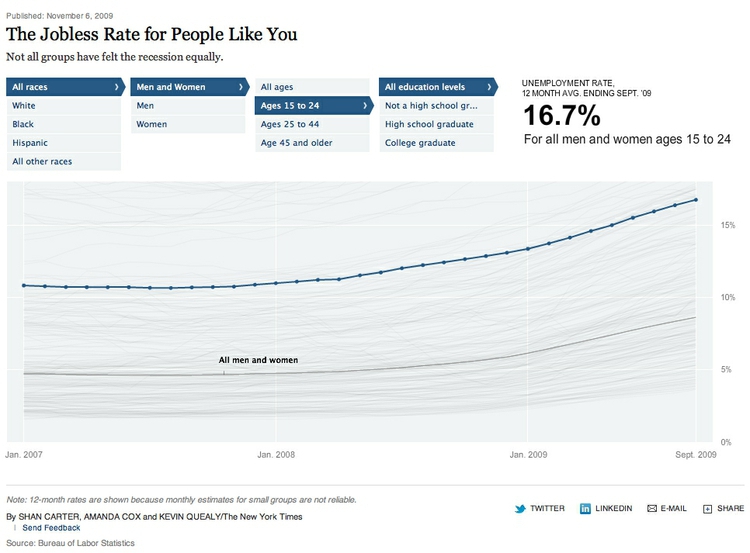 Published: November 6, 2009
The Jobless Rate for People Like You
Not all groups have felt the recession equally.
All races
White
Black
Hispanic
All other races
Men and Women
Men
Women
All ages
Ages 15 to 24
Ages 25 to 44
Age 45 and older
All education levels
Not a high school gr...
High school graduate
College graduate
UNEMPLOYMENT RATE,
12 MONTH AVG. ENDING SEPT. '09
16.7%
For all men and women ages 15 to 24
15%
10%
All men and women
5%
0%
Jan. 2007
Jan. 2008
Jan. 2009
Sept. 2009
Note: 12-month rates are shown because monthly estimates for small groups are not reliable.
By SHAN CARTER, AMANDA COX and KEVIN QUEALY/The New York Times
Send Feedback
Source: Bureau of Labor Statistics
TWITTER
in LINKEDIN
E-MAIL
SHARE